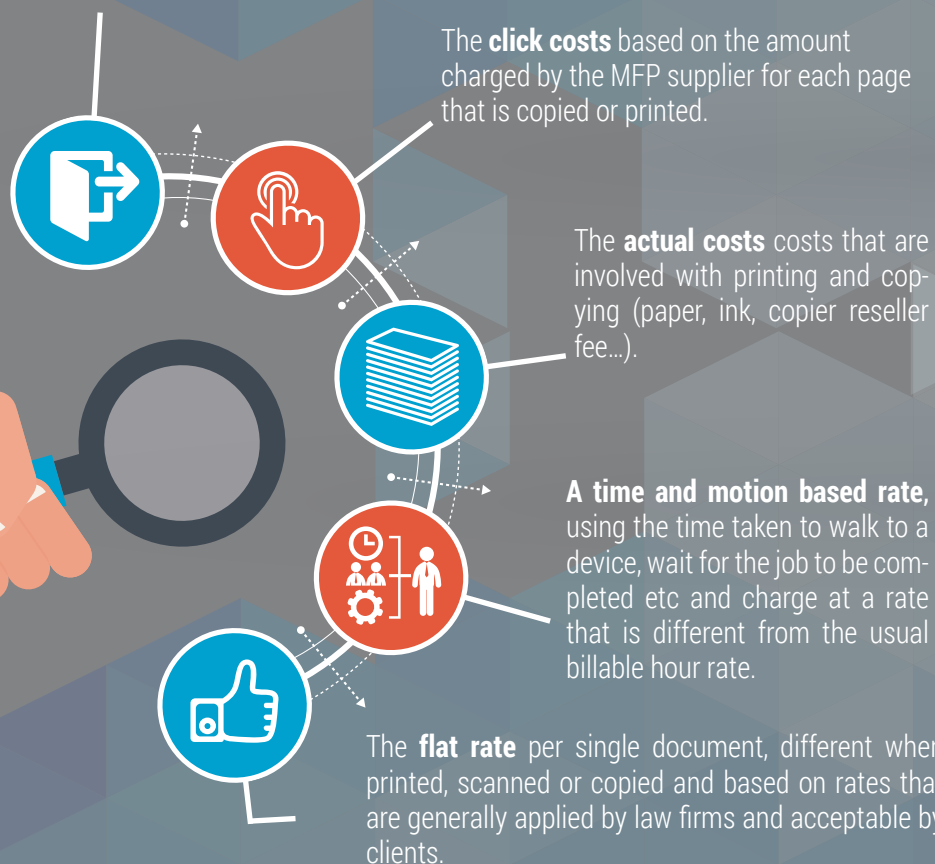 The click costs based on the amount
charged by the MFP supplier for each page
that is copied or printed.
The actual costs costs that are
involved with printing and cop-
ying (paper, ink, copier reseller
fee...).
A time and motion based rate,
using the time taken to walk to a
device, wait for the job to be com-
pleted etc and charge at a rate
that is different from the usual
billable hour rate.
The flat rate per single document, different when
printed, scanned or copied and based on rates that
are generally applied by law firms and acceptable by
clients.